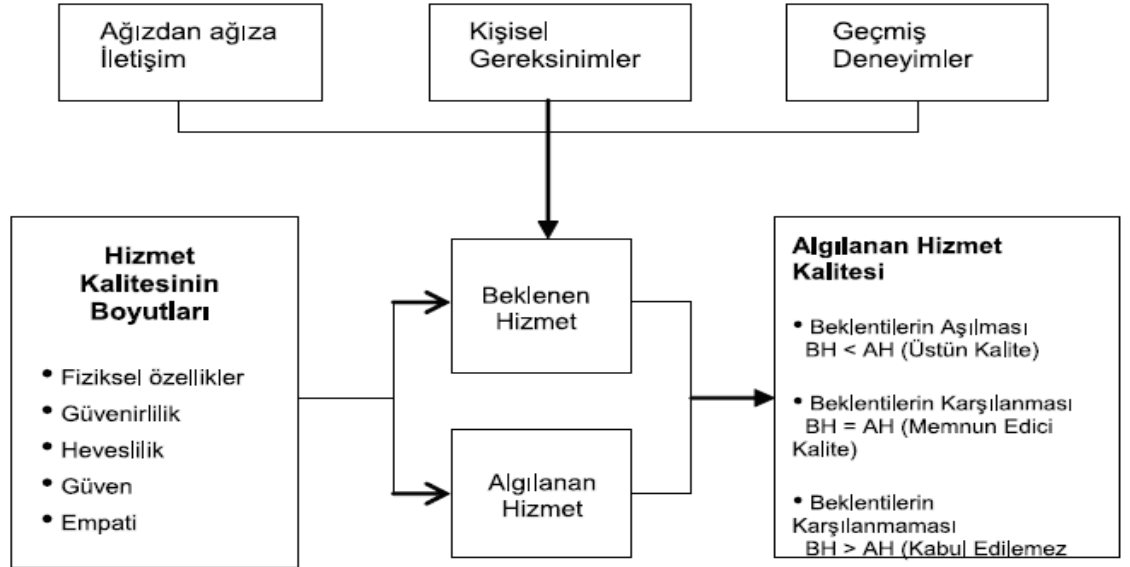 Ağızdan ağıza
İletişim
Kişisel
Gereksinimler
Geçmiş
Deneyimler
Hizmet
Kalitesinin
Boyutları
• Fiziksel özellikler
• Güvenirlilik
• Heveslilik
• Güven
• Empati
Beklenen
Hizmet
Algılanan
Hizmet
Algılanan Hizmet
Kalitesi
• Beklentilerin Aşılması
BH < AH (Üstün Kalite)
• Beklentilerin Karşılanması
BH = AH (Memnun Edici
Kalite)
• Beklentilerin
Karşılanmaması
BH > AH (Kabul Edilemez